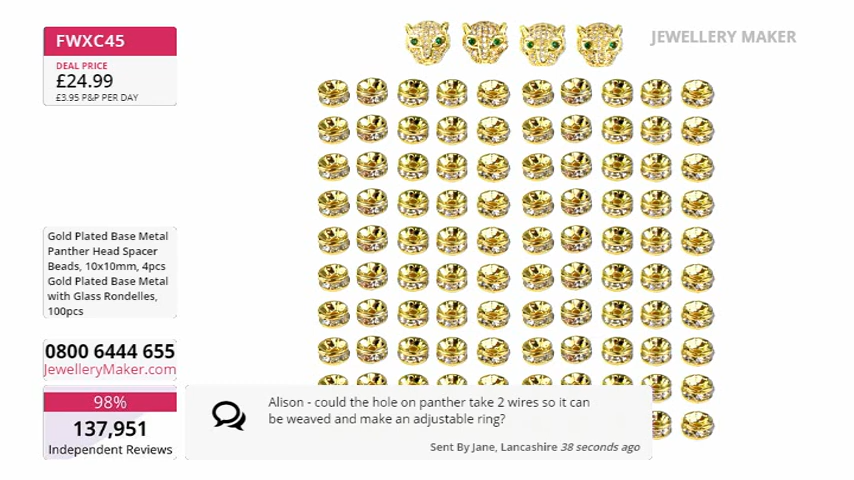 FWXC45
JEWELLERY MAKER
DEAL PRICE
£24.99
£3.95 P&P PER DAY
Gold Plated Base Metal
Panther Head Spacer
Beads, 10x10mm, 4pcs
Gold Plated Base Metal
with Glass Rondelles,
100pcs
0800 6444 655
JewelleryMaker.com
98%
137,951
Independent Reviews
Alison - could the hole on panther take 2 wires so it can
be weaved and make an adjustable ring?
Sent By Jane, Lancashire 38 seconds ago